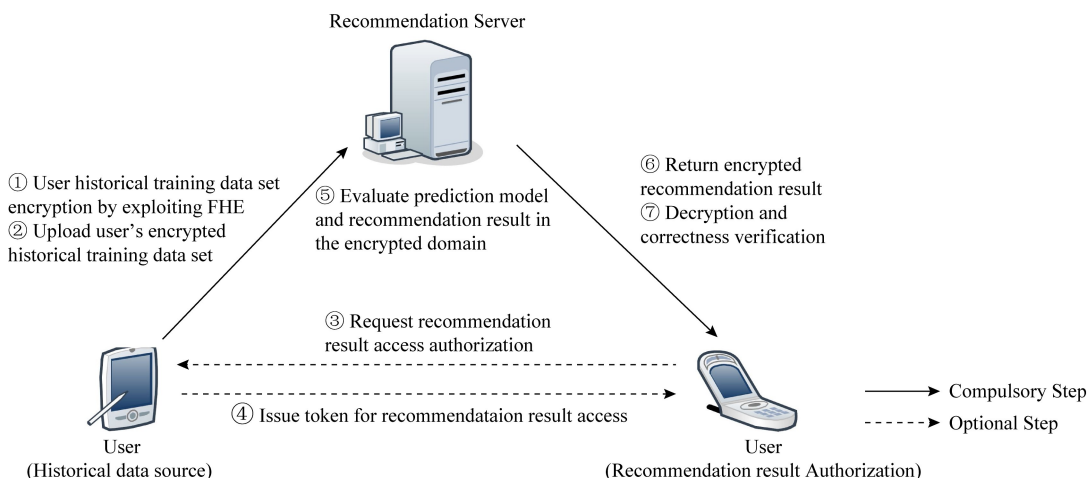 Recommendation Server
① User historical training data set
encryption by exploiting FHE
② Upload user's encrypted
historical training data set
⑤ Evaluate prediction model
and recommendation result in
the encrypted domain
⑥ Return encrypted
recommendation result
⑦ Decryption and
correctness verification
③ Request recommendation
result access authorization
④ Issue token for recommendataion result access
User
(Historical data source)
User
(Recommendation result Authorization)
Compulsory Step
Optional Step